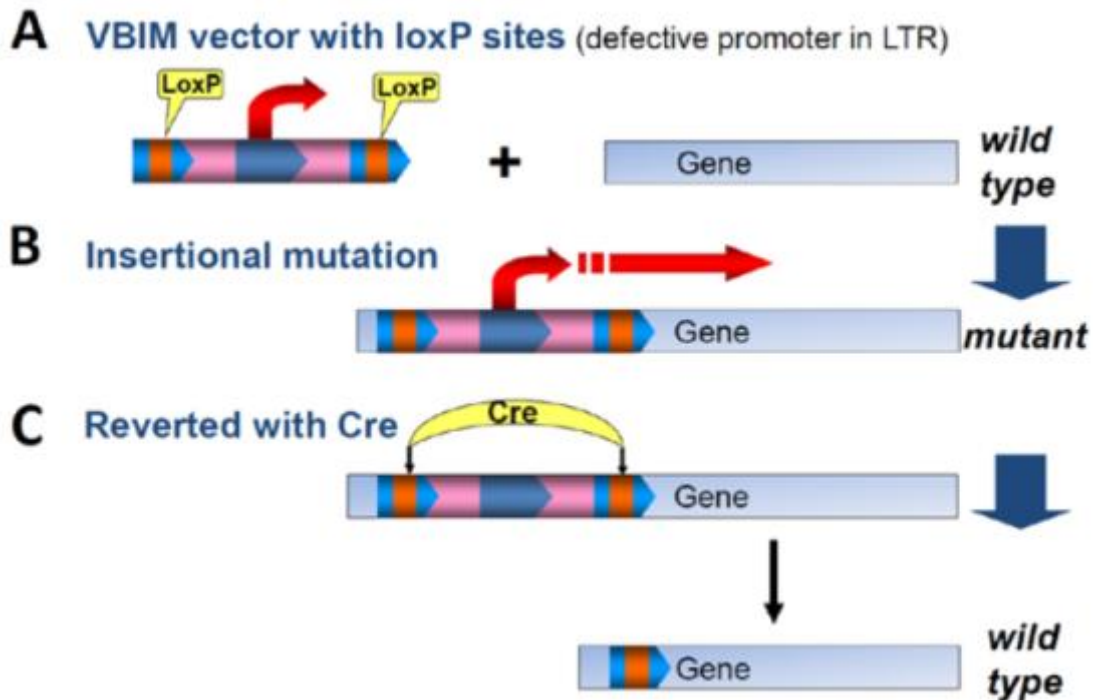 A VBIM vector with loxP sites (defective promoter in LTR)
LoxP LoxP
+ Gene wild
type
B Insertional mutation
Gene mutant
C Reverted with Cre Cre
Gene
Gene wild
type